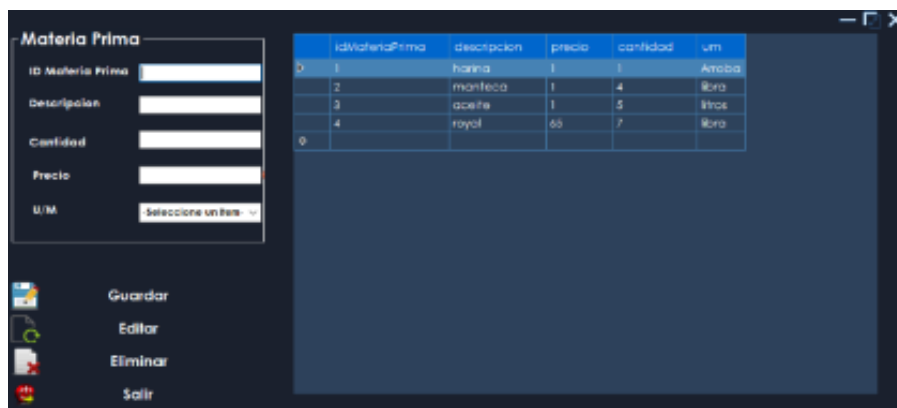 Materia Prima
ID Materia Prima
Descripcion
Cantidad
Precio
U/M -Seleccione un item-
Guardar
Editar
Eliminar
Salir
idMateriaPrima descripcion precio cantidad um
1 harina 1 1 Arroba
2 manteca 1 4 libra
3 aceite 1 5 litros
4 royal 65 7 libra